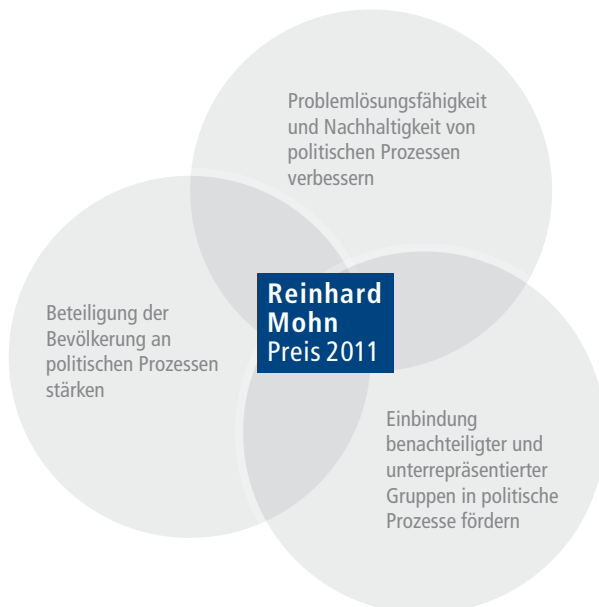 Problemlösungsfähigkeit
und Nachhaltigkeit von
politischen Prozessen
verbessern
Reinhard
Mohn
Preis 2011
Beteiligung der
Bevölkerung an
politischen Prozessen
stärken
Einbindung
benachteiligter und
unterrepräsentierter
Gruppen in politische
Prozesse fördern